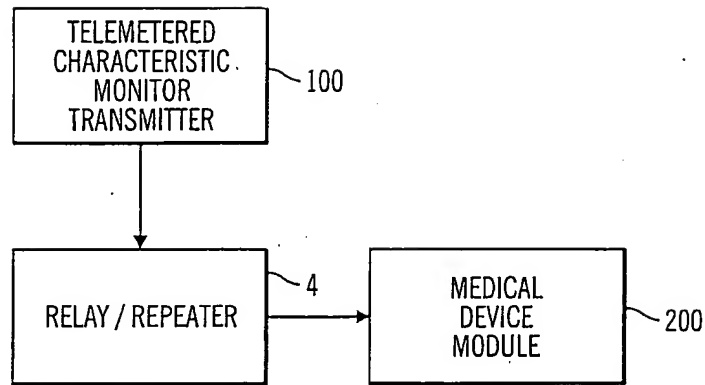 TELEMETERED
CHARACTERISTIC
MONITOR
TRANSMITTER
100
RELAY / REPEATER
4
MEDICAL
DEVICE
MODULE
200